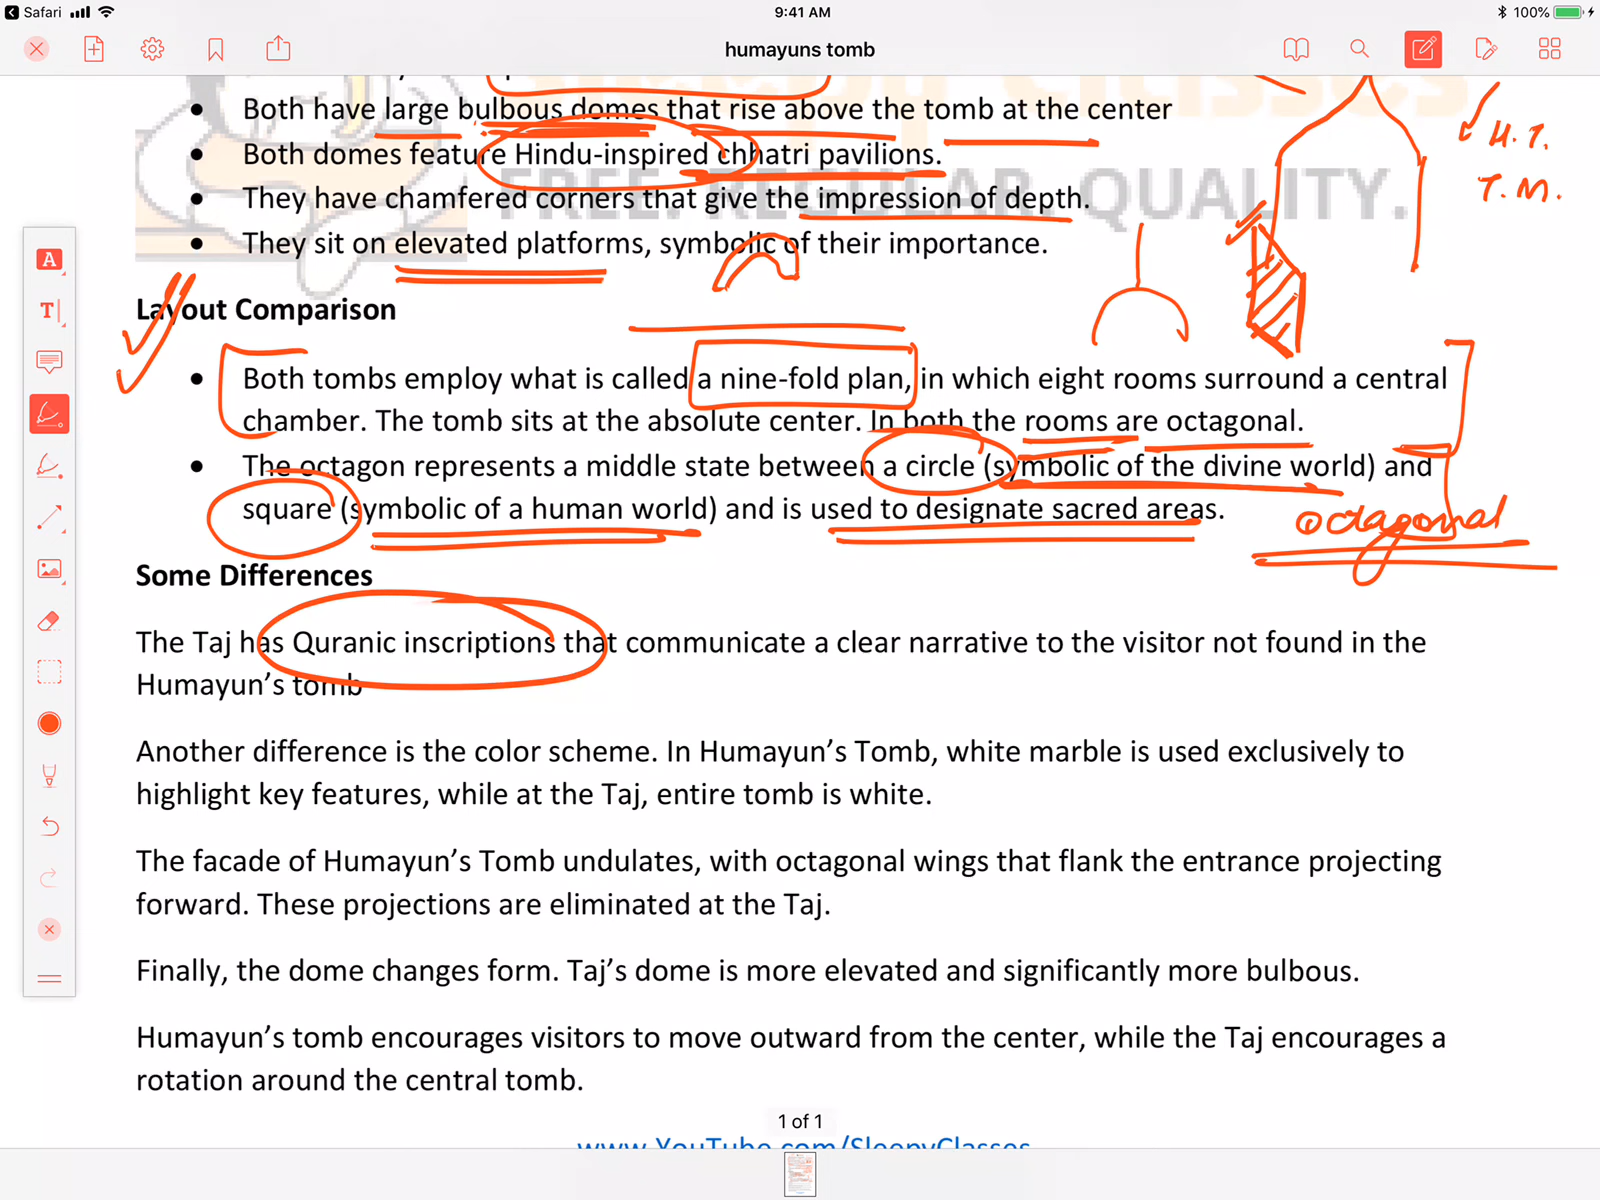 Safari
9:41 AM
100%
humayuns tomb
Both have large bulbous domes that rise above the tomb at the center
Both domes feature Hindu-inspired chhatri pavilions.
They have chamfered corners that give the impression of depth.
They sit on elevated platforms, symbolic of their importance.
FREE. REGULAR. QUALITY.
H.T.
T.M.
Layout Comparison
Both tombs employ what is called a nine-fold plan, in which eight rooms surround a central
chamber. The tomb sits at the absolute center. In both the rooms are octagonal.
The octagon represents a middle state between a circle (symbolic of the divine world) and
square (symbolic of a human world) and is used to designate sacred areas.
Octagonal
Some Differences
The Taj has Quranic inscriptions that communicate a clear narrative to the visitor not found in the
Humayun’s tomb
Another difference is the color scheme. In Humayun’s Tomb, white marble is used exclusively to
highlight key features, while at the Taj, entire tomb is white.
The facade of Humayun’s Tomb undulates, with octagonal wings that flank the entrance projecting
forward. These projections are eliminated at the Taj.
Finally, the dome changes form. Taj’s dome is more elevated and significantly more bulbous.
Humayun’s tomb encourages visitors to move outward from the center, while the Taj encourages a
rotation around the central tomb.
1 of 1
www.YouTube.com/SleepyClasses